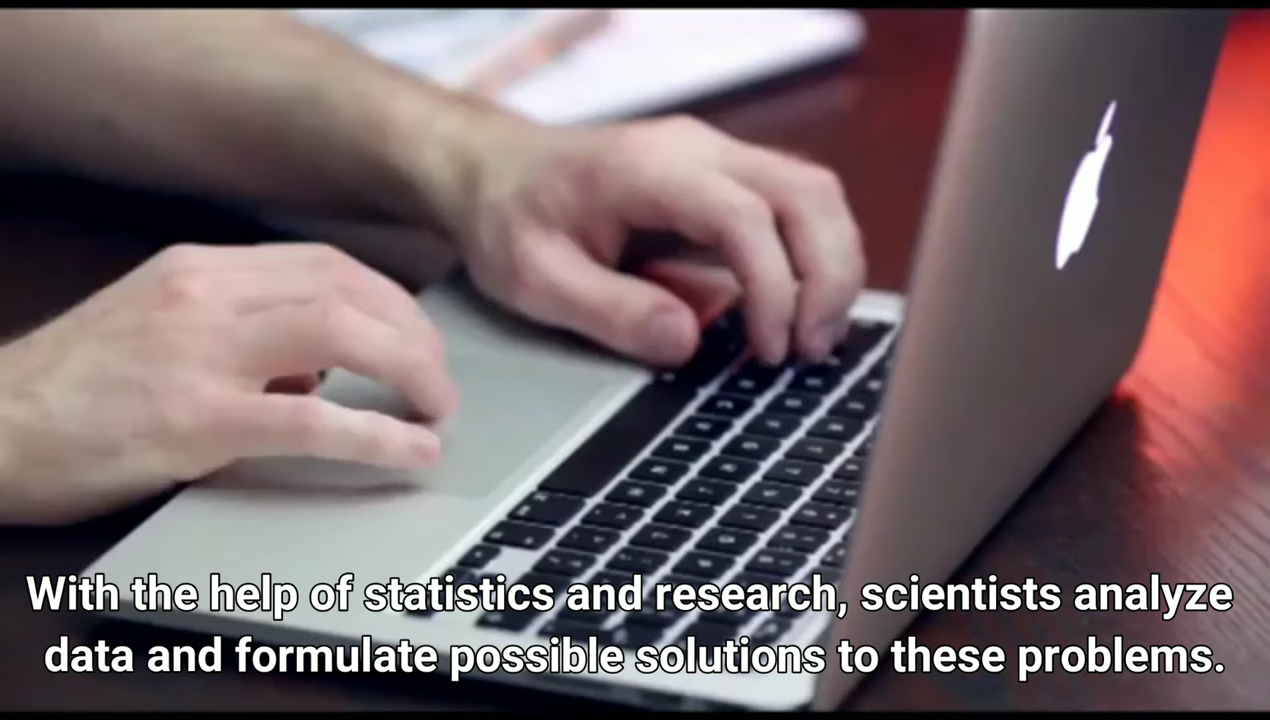 With the help of statistics and research, scientists analyze
data and formulate possible solutions to these problems.